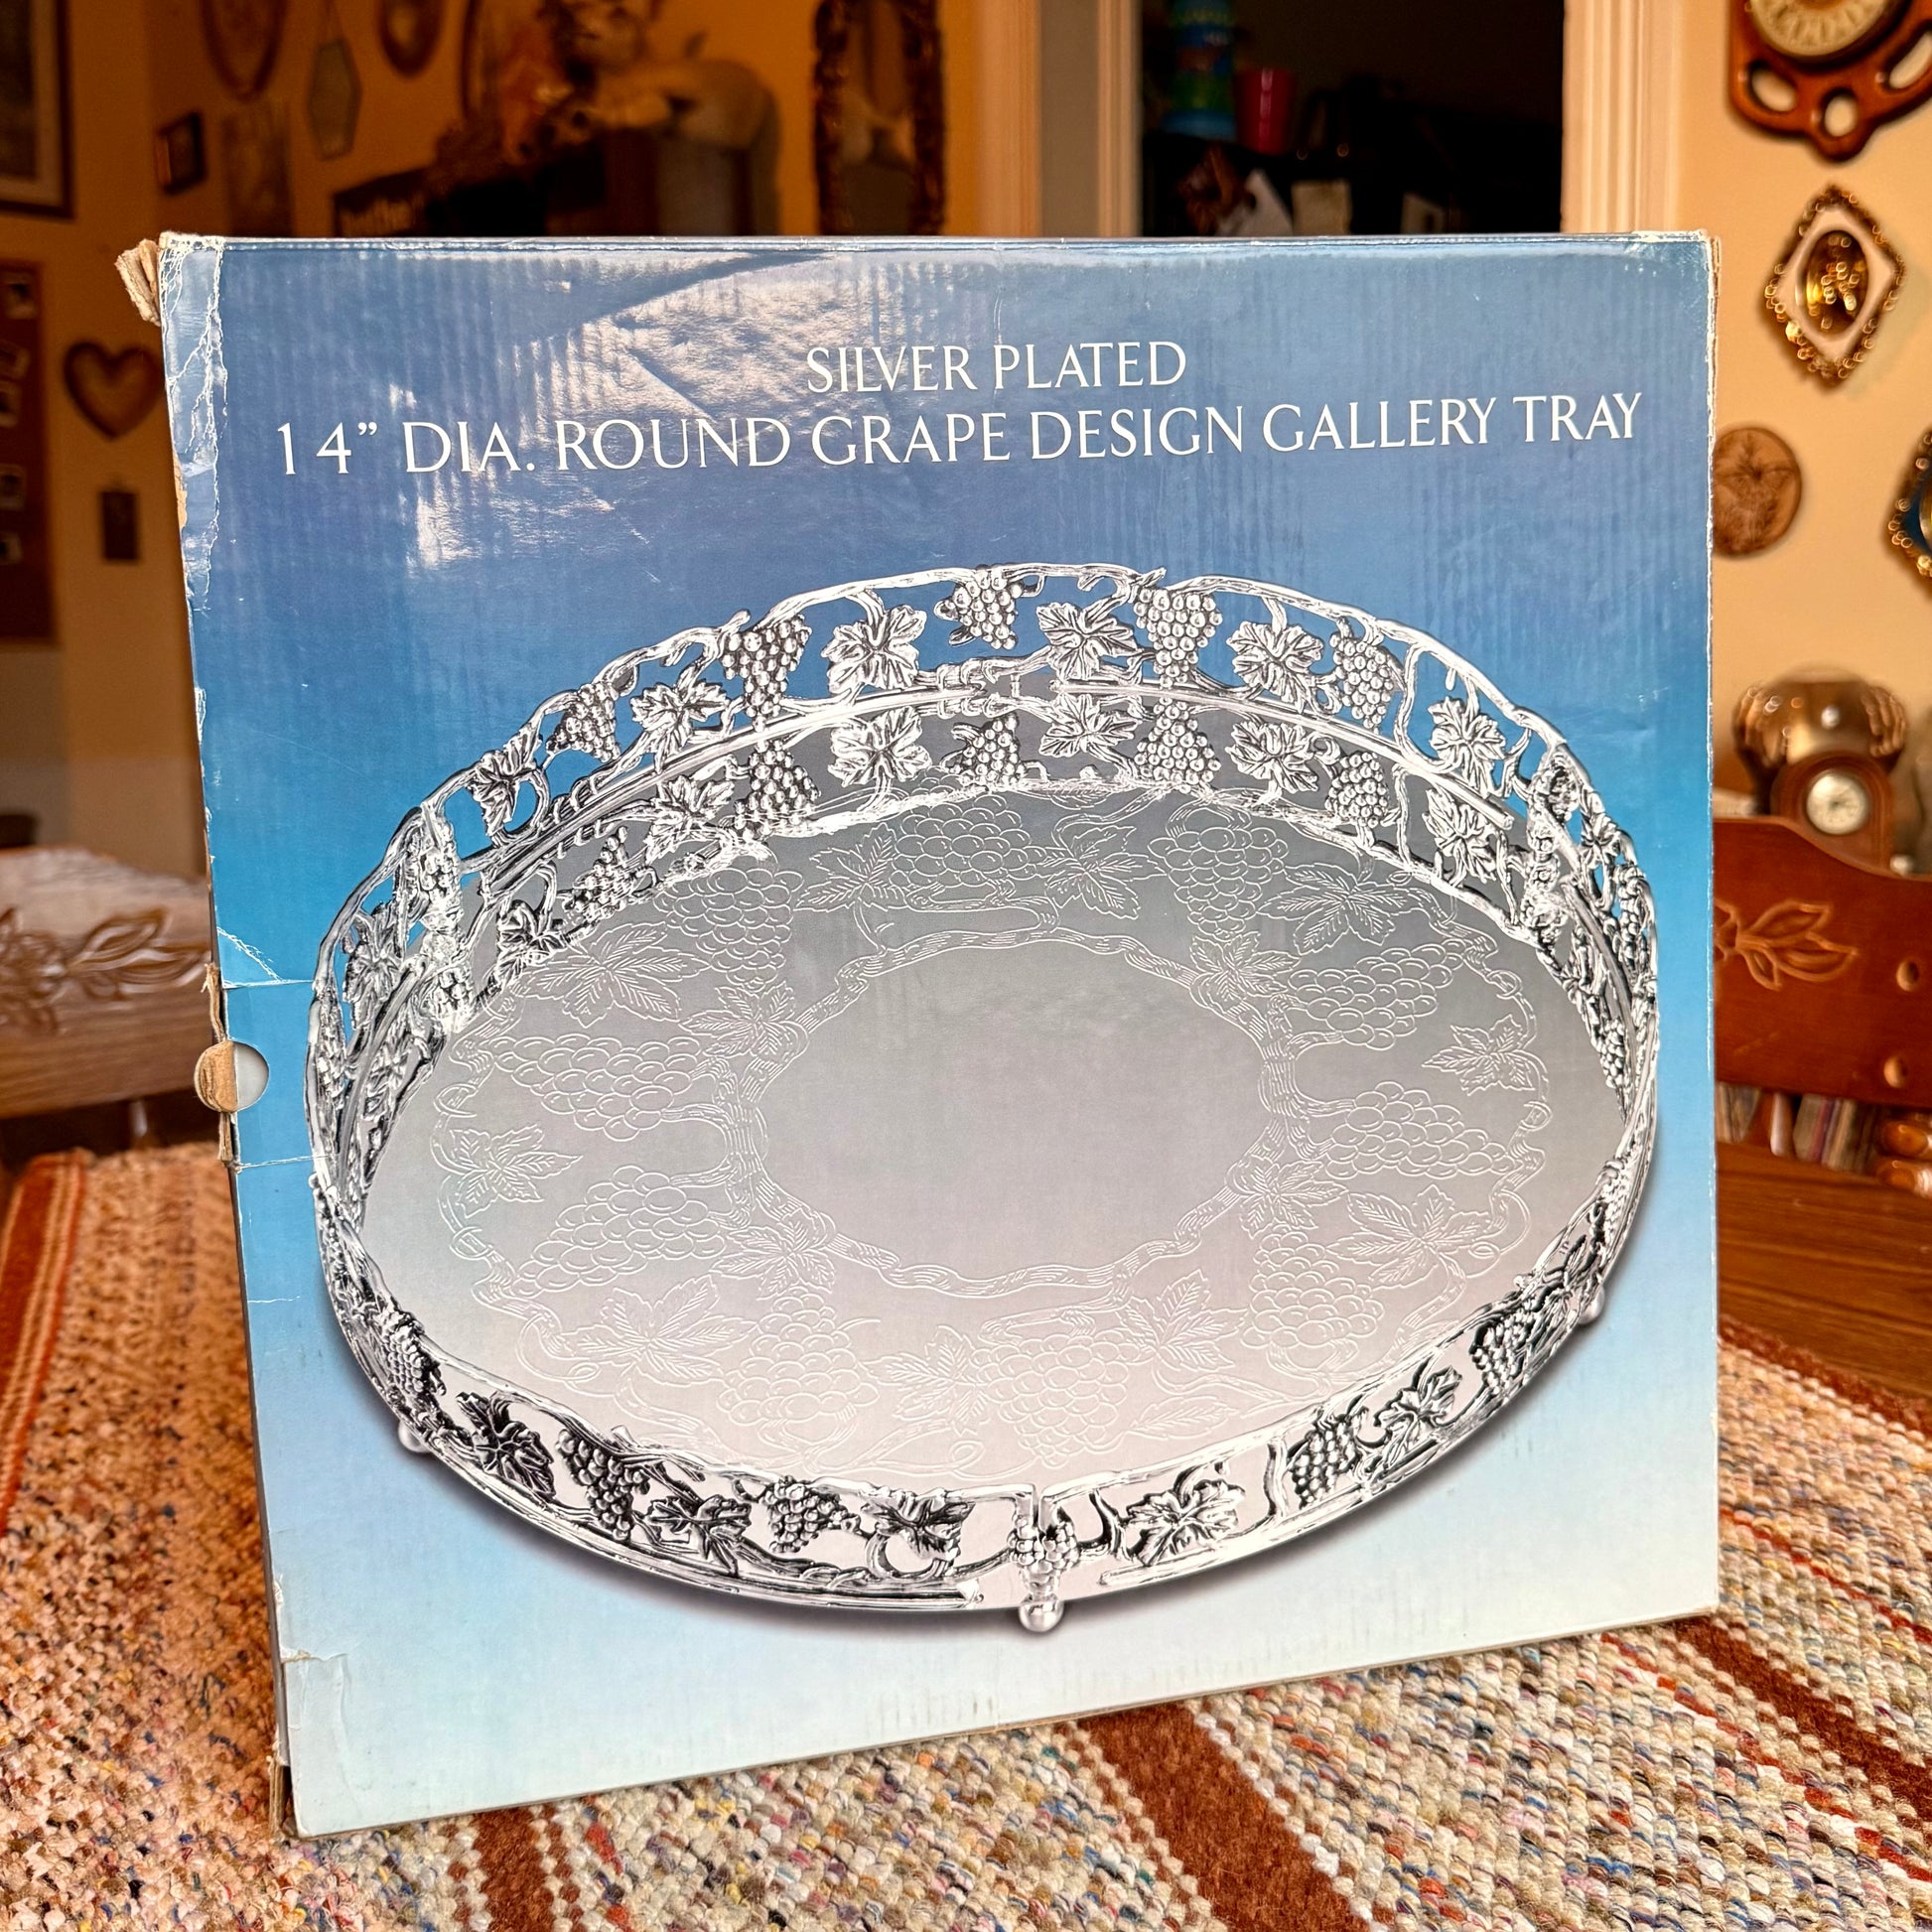 SILVER PLATED
14” DIA. ROUND GRAPE DESIGN GALLERY TRAY